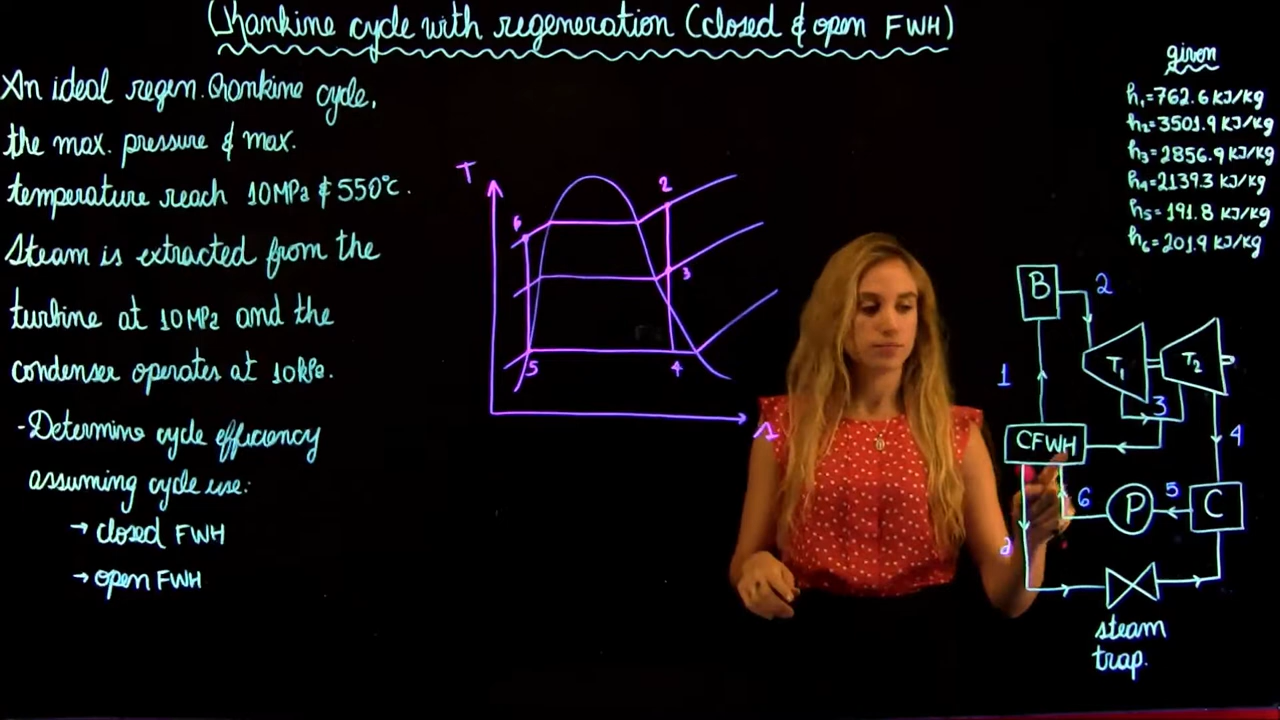 Rankine cycle with regeneration (closed & open FWH)
An ideal regen. Rankine cycle,
the max. pressure & max.
temperature reach 10MPa & 550°C.
Steam is extracted from the
turbine at 10MPa and the
condenser operates at 10kPa.
-Determine cycle efficiency
assuming cycle use:
→ closed FWH
→ open FWH
T
6
2
3
5
4
s
given
h₁=762.6 kJ/kg
h₂=3501.9 kJ/kg
h₃=2856.9 kJ/kg
h₄=2139.3 kJ/kg
h₅=191.8 kJ/kg
h₆=201.9 kJ/kg
B
2
T₁
T₂
1
3
CFWH
4
6
P
5
C
steam
trap.